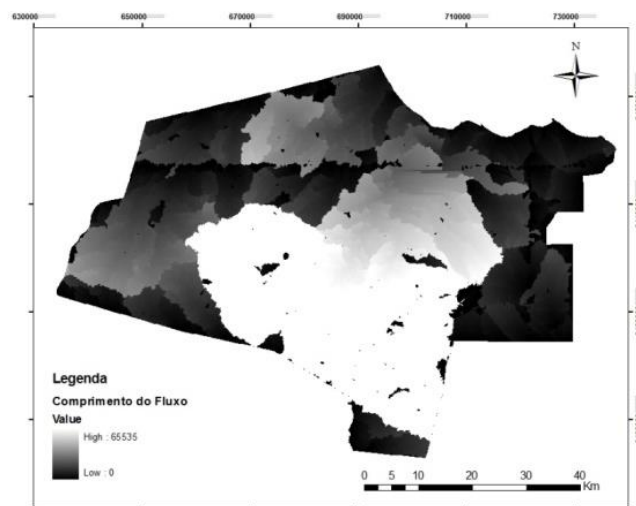 630000 650000 670000 690000 710000 730000
N
Legenda
Comprimento do Fluxo
Value
High : 65535
Low : 0
0 5 10 20 30 40
Km